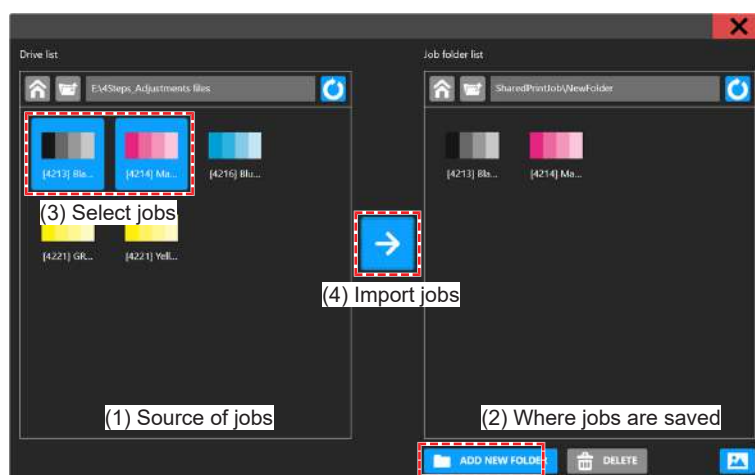 Drive list
Job folder list
E:\4Steps_Adjustments files
SharedPrintJob\NewFolder
[4213] Bla...
[4214] Ma...
[4216] Blu...
[4213] Bla...
[4214] Ma...
(3) Select jobs
[4221] GR...
[4221] Yell...
(4) Import jobs
(1) Source of jobs
(2) Where jobs are saved
ADD NEW FOLDER
DELETE